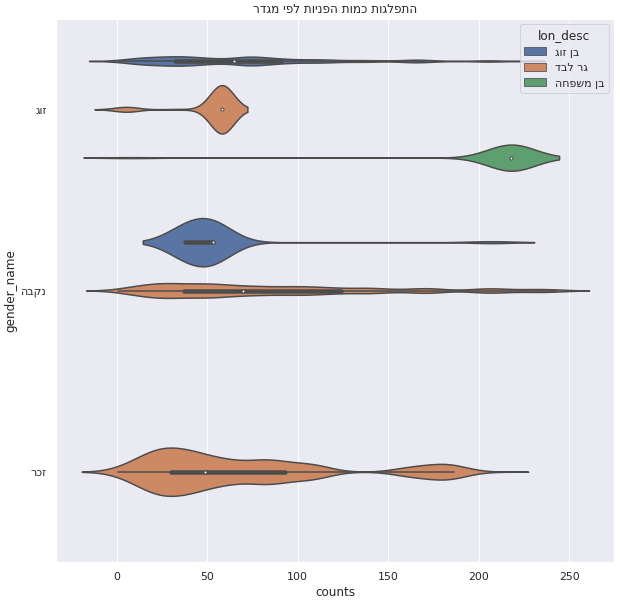 התפלגות כמות הפניות לפי מגדר
lon_desc
בן זוג
גר לבד
בן משפחה
זוג
נקבה
זכר
gender_name
0 50 100 150 200 250
counts